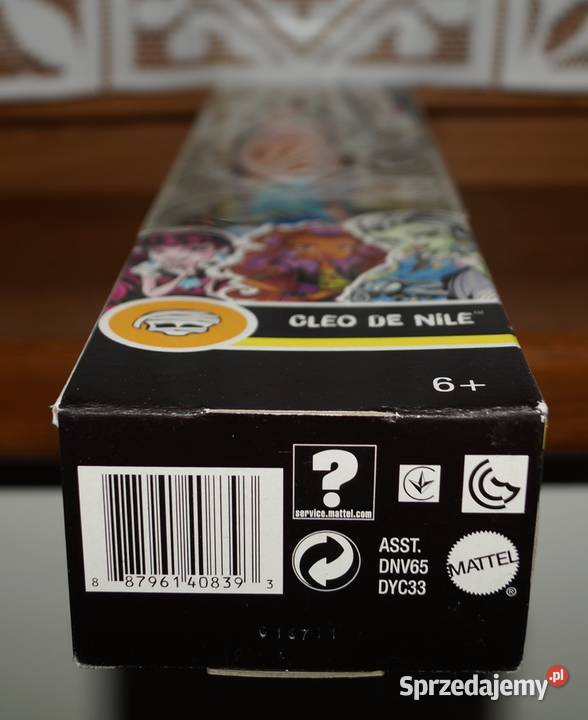 CLEO DE NILE™
6+
?
service.mattel.com
8 87961 40839 3
ASST.
DNV65
DYC33
MATTEL®
Sprzedajemy.pl